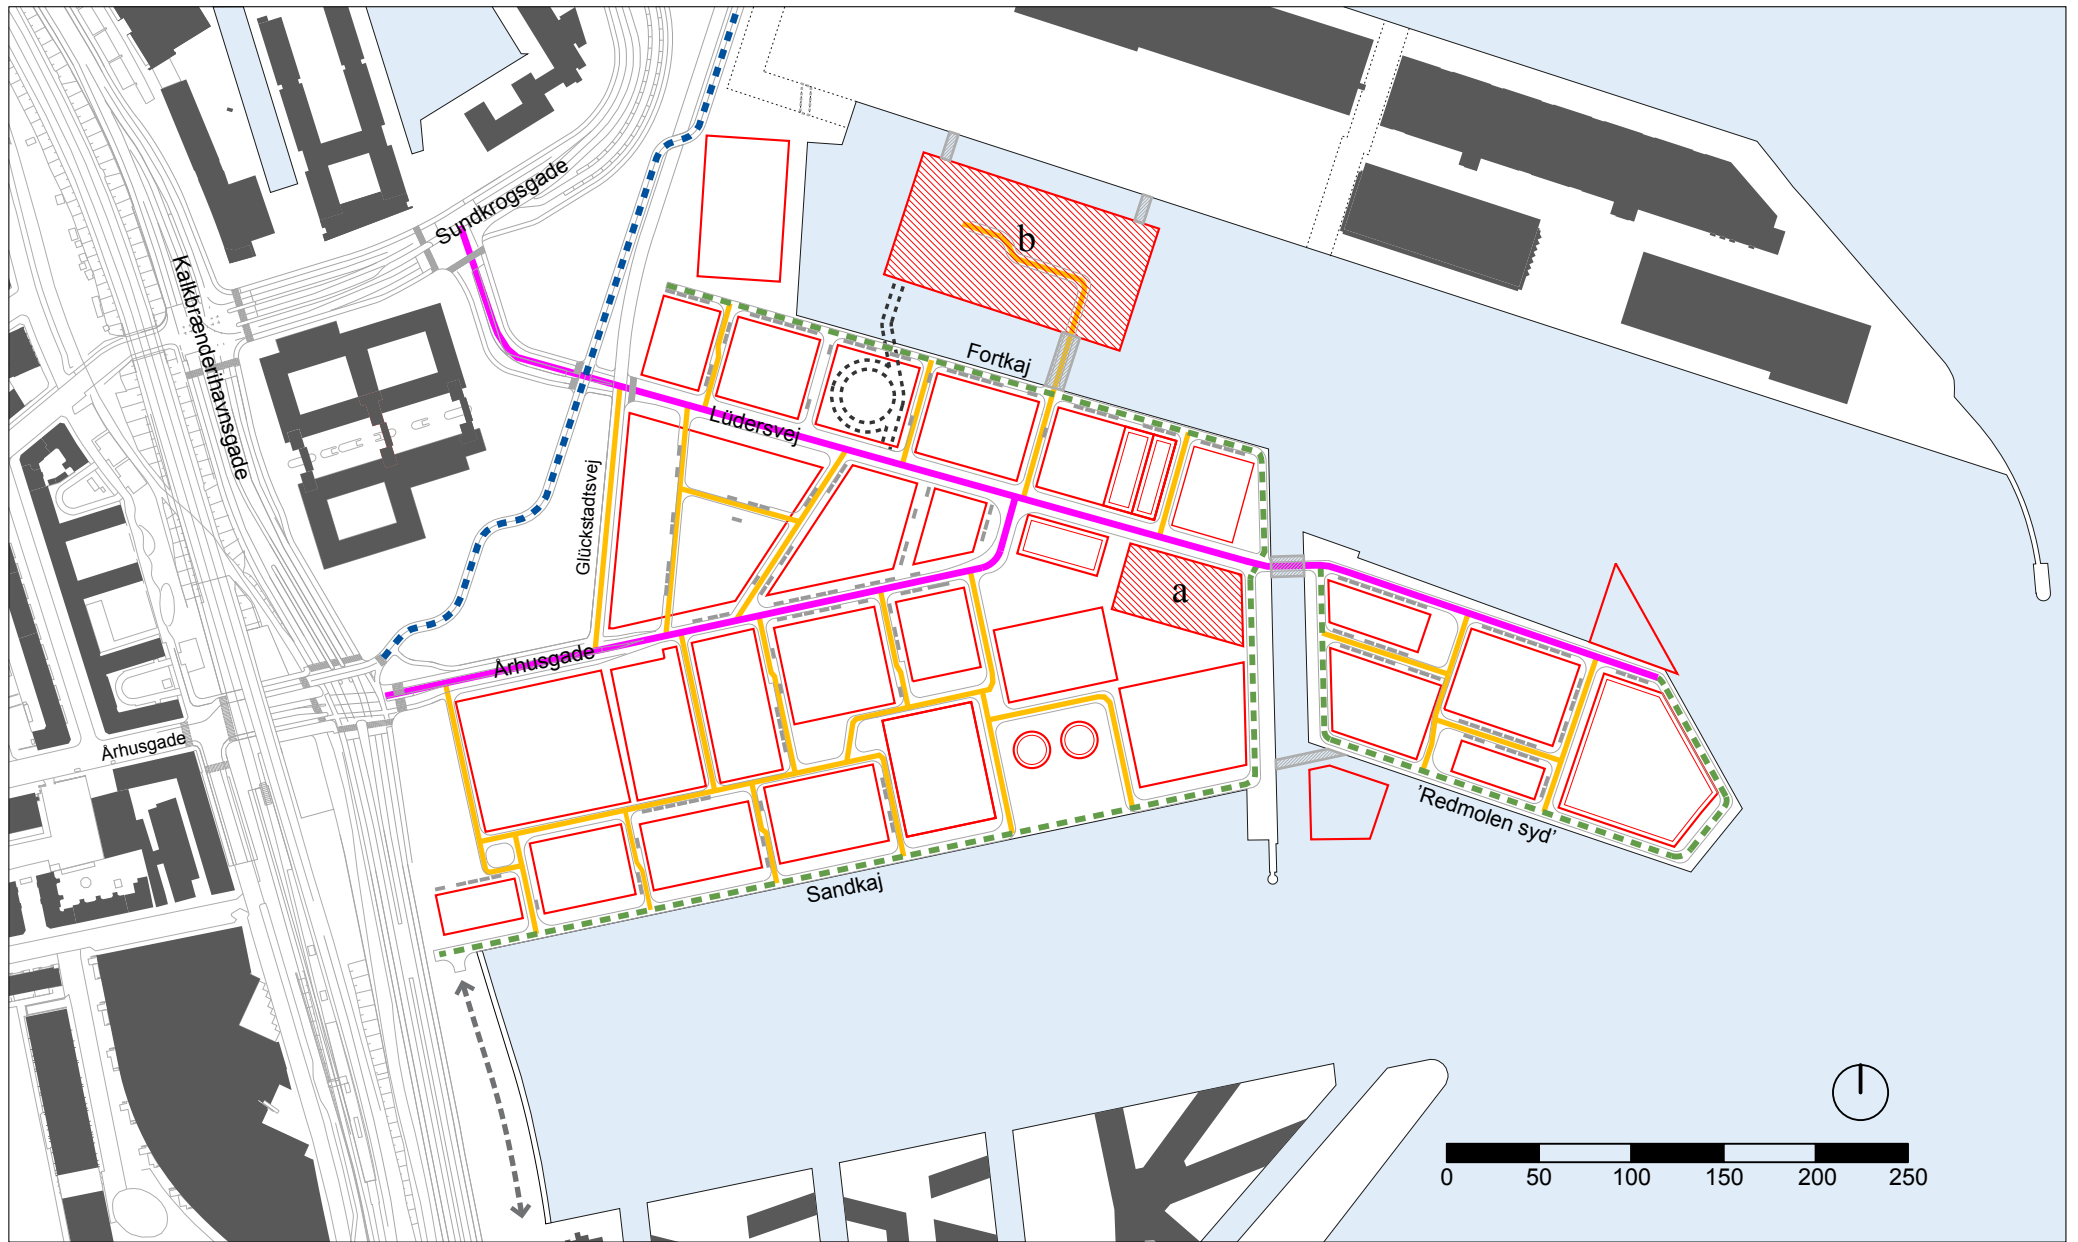 Sundkrogsgade
Kalkbrænderihavnsgade
b
Fortkaj
Lüdersvej
Glückstadtsvej
a
Århusgade
Århusgade
'Redmolen syd'
Sandkaj
0 50 100 150 200 250